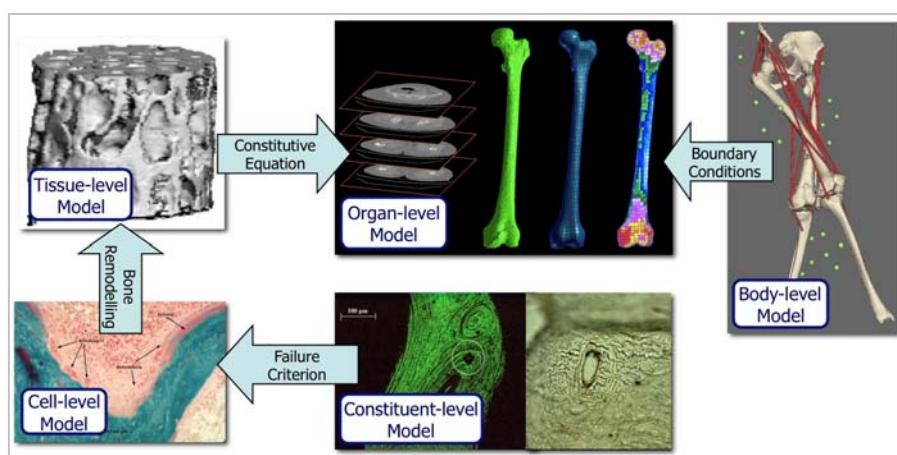 Tissue-level
Model
Constitutive
Equation
Organ-level
Model
Boundary
Conditions
Body-level
Model
Bone
Remodelling
Cell-level
Model
Failure
Criterion
Constituent-level
Model